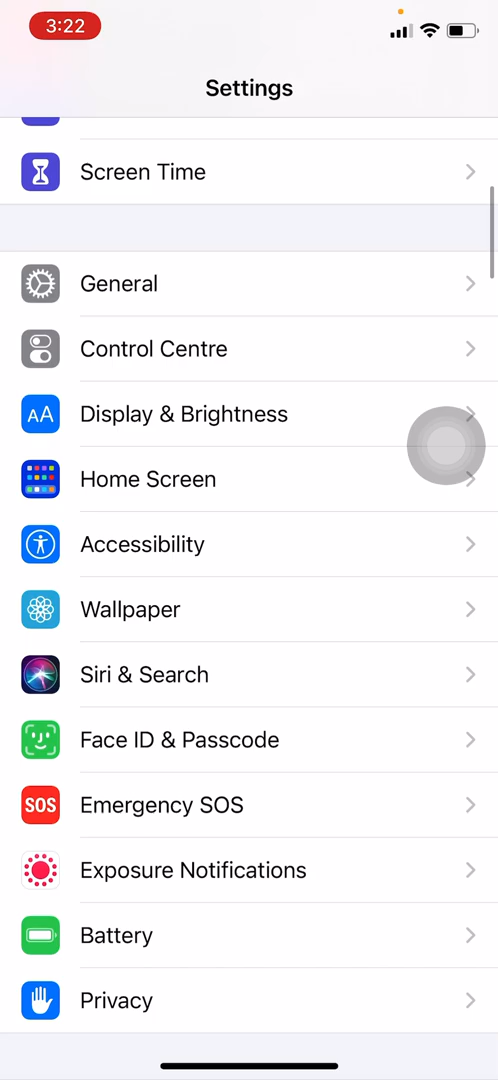 3:22
Settings
Screen Time
General
Control Centre
AA Display & Brightness
Home Screen
Accessibility
Wallpaper
Siri & Search
Face ID & Passcode
SOS Emergency SOS
Exposure Notifications
Battery
Privacy